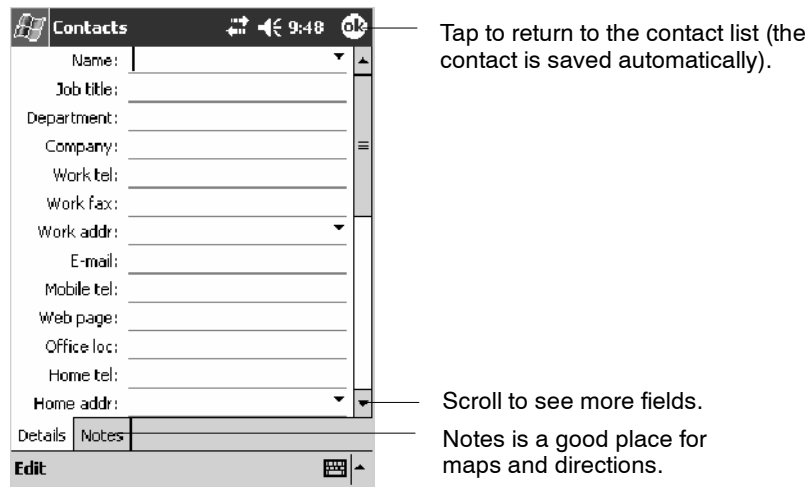 Contacts 9:48 ok
Tap to return to the contact list (the
contact is saved automatically).
Name:
Job title:
Department:
Company:
Work tel:
Work fax:
Work addr:
E-mail:
Mobile tel:
Web page:
Office loc:
Home tel:
Home addr:
Scroll to see more fields.
Details Notes
Notes is a good place for
maps and directions.
Edit